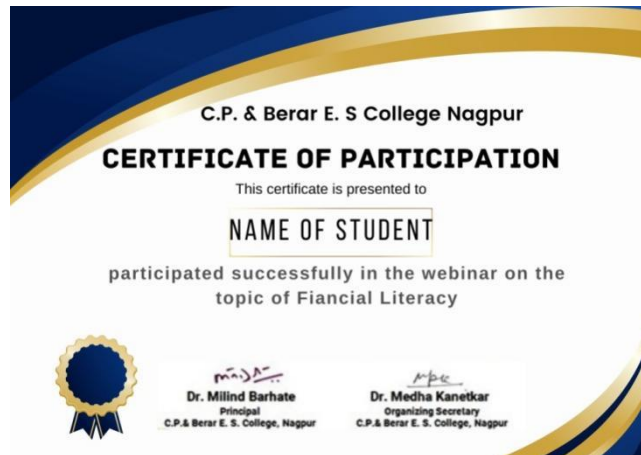 C.P. & Berar E. S College Nagpur
CERTIFICATE OF PARTICIPATION
This certificate is presented to
NAME OF STUDENT
participated successfully in the webinar on the
topic of Fiancial Literacy
Dr. Milind Barhate
Principal
C.P.& Berar E. S. College, Nagpur
Dr. Medha Kanetkar
Organizing Secretary
C.P.& Berar E. S. College, Nagpur